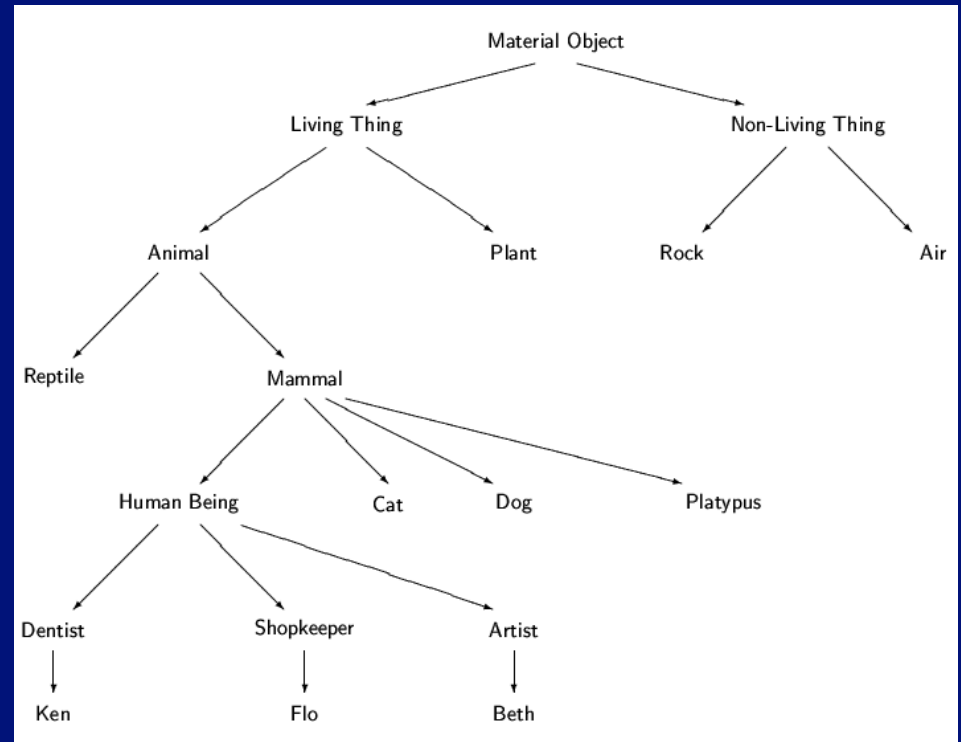 Material Object
Living Thing
Non-Living Thing
Animal
Plant
Rock
Air
Reptile
Mammal
Human Being
Cat
Dog
Platypus
Dentist
Shopkeeper
Artist
Ken
Flo
Beth